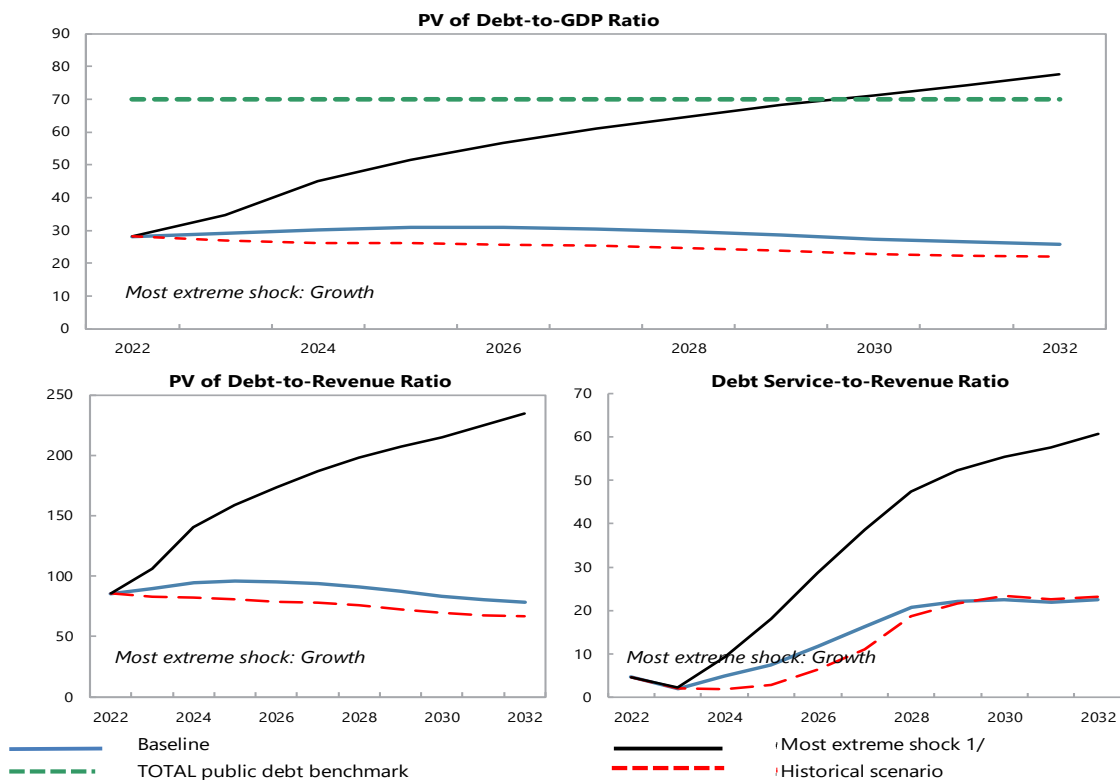 PV of Debt-to-GDP Ratio
90
80
70
60
50
40
30
20
10
0
Most extreme shock: Growth
2022 2024 2026 2028 2030 2032
PV of Debt-to-Revenue Ratio
250
200
150
100
50
0
Most extreme shock: Growth
2022 2024 2026 2028 2030 2032
Debt Service-to-Revenue Ratio
70
60
50
40
30
20
10
0
Most extreme shock: Growth
2022 2024 2026 2028 2030 2032
Baseline
Most extreme shock 1/
TOTAL public debt benchmark
Historical scenario